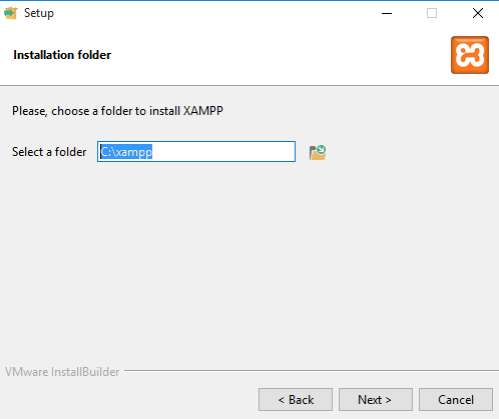 Setup
Installation folder
Please, choose a folder to install XAMPP
Select a folder C:\xampp
VMware InstallBuilder
< Back Next > Cancel